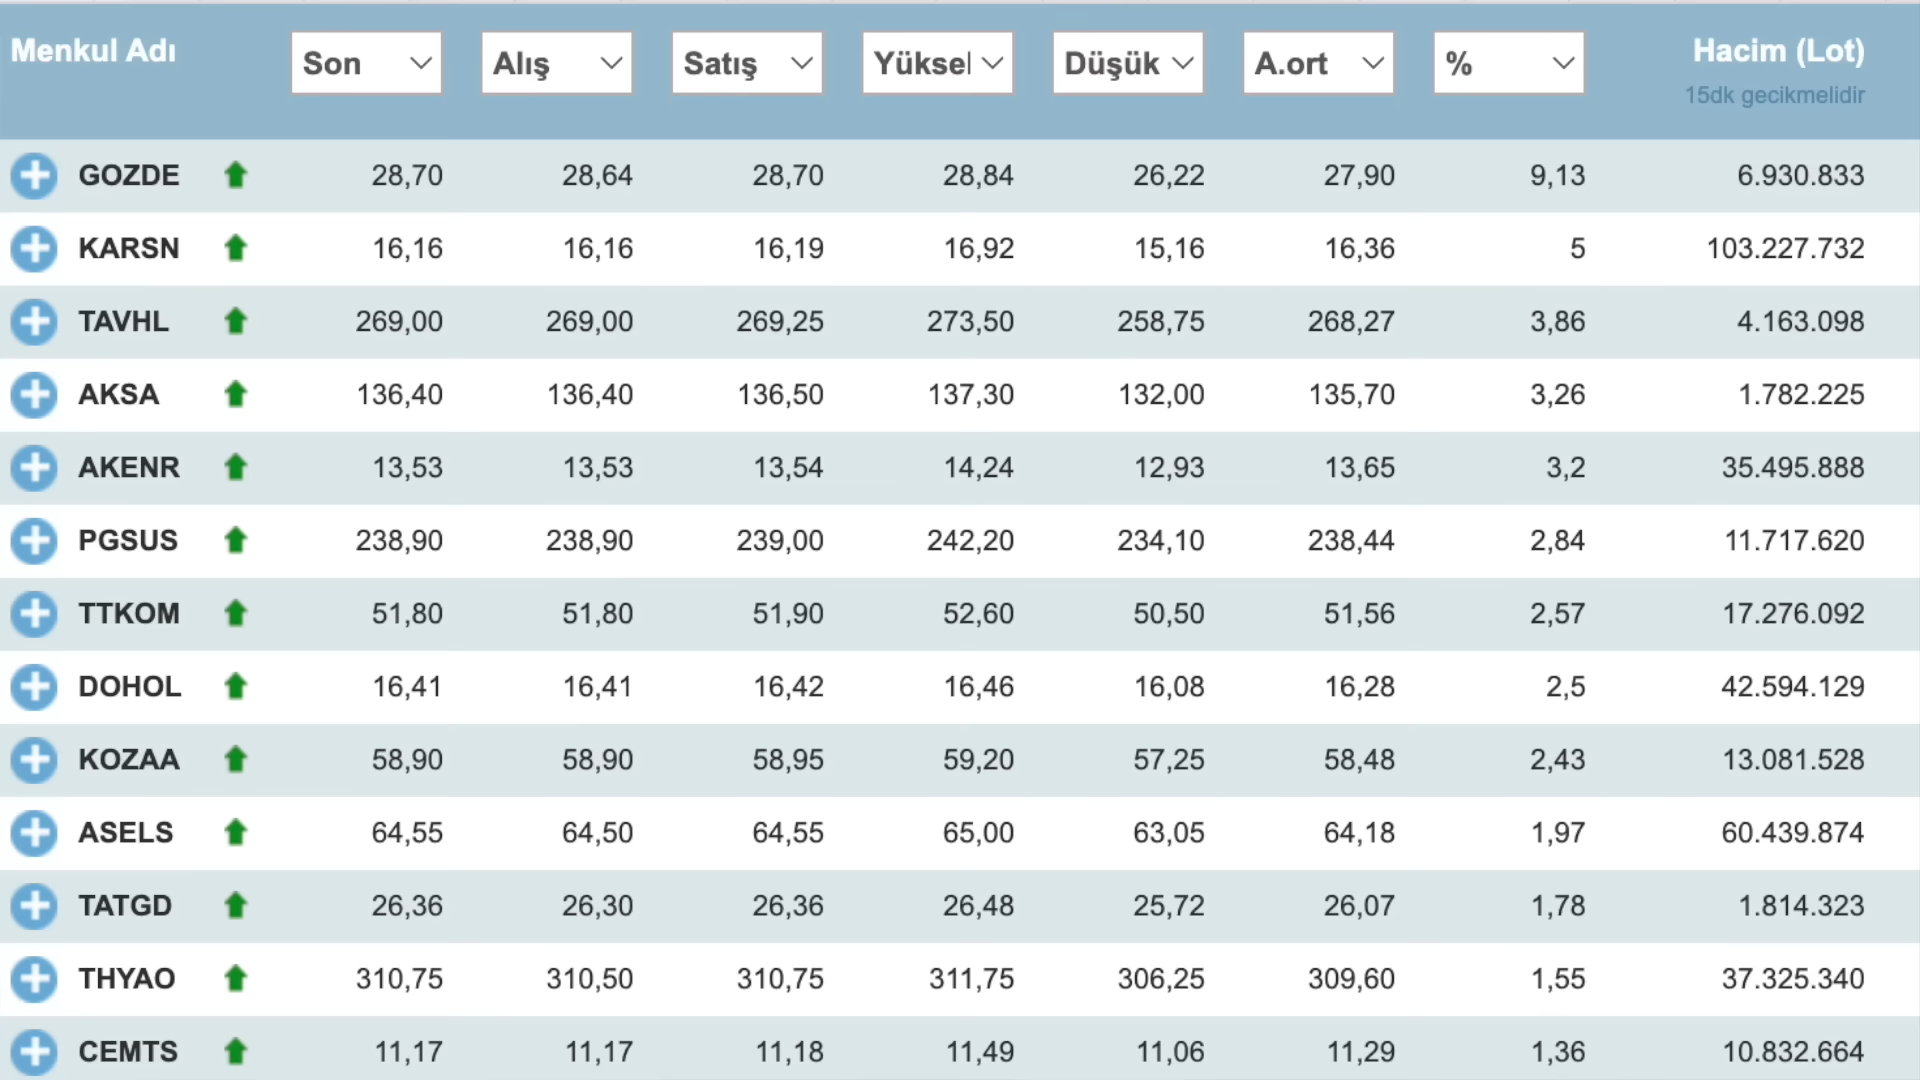 Menkul Adı Son Alış Satış Yüksel Düşük A.ort % Hacim (Lot)
15dk gecikmelidir
GOZDE 28,70 28,64 28,70 28,84 26,22 27,90 9,13 6.930.833
KARSN 16,16 16,16 16,19 16,92 15,16 16,36 5 103.227.732
TAVHL 269,00 269,00 269,25 273,50 258,75 268,27 3,86 4.163.098
AKSA 136,40 136,40 136,50 137,30 132,00 135,70 3,26 1.782.225
AKENR 13,53 13,53 13,54 14,24 12,93 13,65 3,2 35.495.888
PGSUS 238,90 238,90 239,00 242,20 234,10 238,44 2,84 11.717.620
TTKOM 51,80 51,80 51,90 52,60 50,50 51,56 2,57 17.276.092
DOHOL 16,41 16,41 16,42 16,46 16,08 16,28 2,5 42.594.129
KOZAA 58,90 58,90 58,95 59,20 57,25 58,48 2,43 13.081.528
ASELS 64,55 64,50 64,55 65,00 63,05 64,18 1,97 60.439.874
TATGD 26,36 26,30 26,36 26,48 25,72 26,07 1,78 1.814.323
THYAO 310,75 310,50 310,75 311,75 306,25 309,60 1,55 37.325.340
CEMTS 11,17 11,17 11,18 11,49 11,06 11,29 1,36 10.832.664